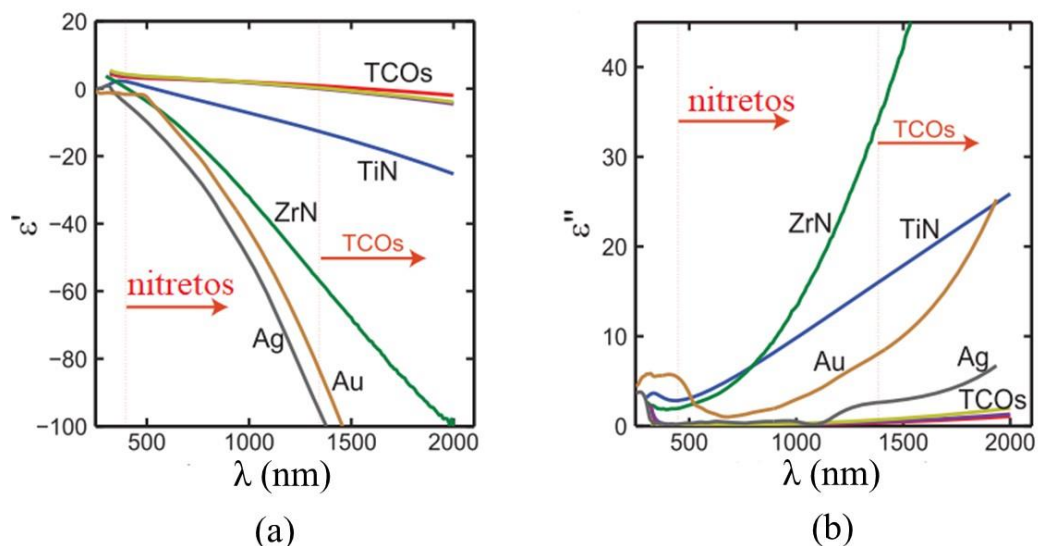 20
0
-20
-40
-60
-80
-100
ε'
TCOs
TiN
ZrN
TCOs
nitretos
Ag
Au
500
1000
1500
2000
λ (nm)
(a)
40
30
20
10
0
ε"
nitretos
TCOs
ZrN
TiN
Au
Ag
TCOs
500
1000
1500
2000
λ (nm)
(b)